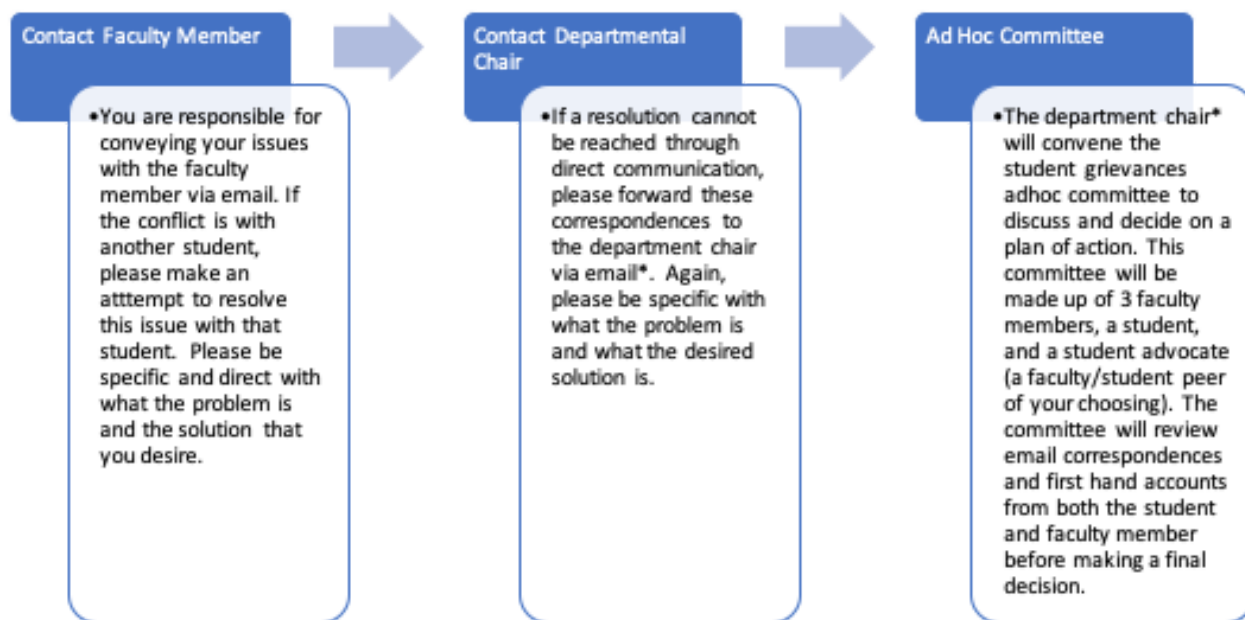 Contact Faculty Member
•You are responsible for
conveying your issues
with the faculty
member via email. If
the conflict is with
another student,
please make an
atttempt to resolve
this issue with that
student. Please be
specific and direct with
what the problem is
and the solution that
you desire.
Contact Departmental
Chair
•If a resolution cannot
be reached through
direct communication,
please forward these
correspondences to
the department chair
via email*. Again,
please be specific with
what the problem is
and what the desired
solution is.
Ad Hoc Committee
•The department chair*
will convene the
student grievances
adhoc committee to
discuss and decide on a
plan of action. This
committee will be
made up of 3 faculty
members, a student,
and a student advocate
(a faculty/student peer
of your choosing). The
committee will review
email correspondences
and first hand accounts
from both the student
and faculty member
before making a final
decision.